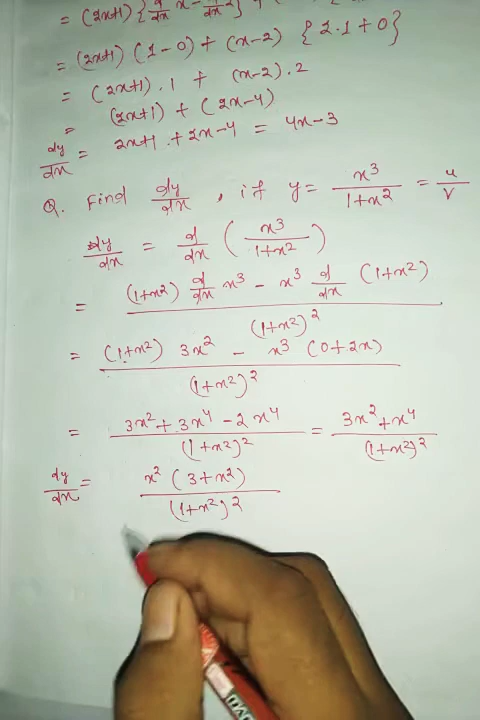 = (2x+1) { d/dx x -
= (2x+1) (1-0) + (x-2) { 2.1+0}
= (2x+1).1 + (x-2).2
= (2x+1) + (2x-4)
dy/dx = 2x+1 + 2x-4 = 4x-3
Q. Find dy/dx , if y = x³/(1+x²) = u/v
dy/dx = d/dx ( x³/(1+x²) )
= ((1+x²) d/dx x³ - x³ d/dx (1+x²))/(1+x²)²
= ((1+x²) 3x² - x³ (0+2x))/(1+x²)²
= (3x²+3x⁴-2x⁴)/(1+x²)² = (3x²+x⁴)/(1+x²)²
dy/dx = x² (3+x²)/(1+x²)²